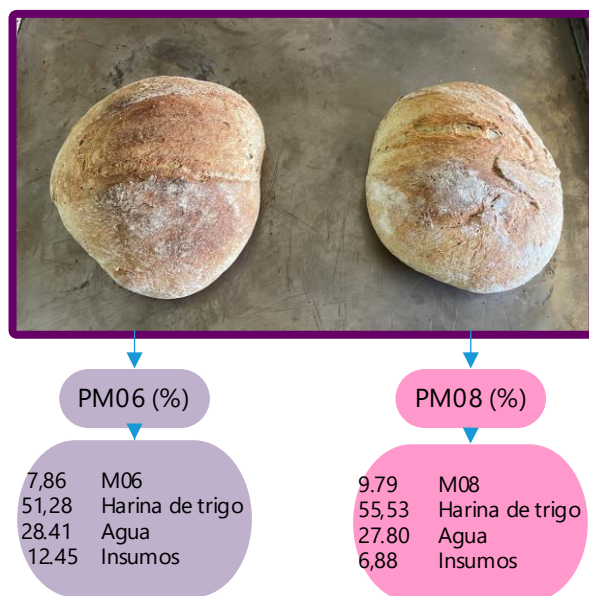 PM06 (%)
7,86 M06
51,28 Harina de trigo
28.41 Agua
12.45 Insumos
PM08 (%)
9.79 M08
55,53 Harina de trigo
27.80 Agua
6,88 Insumos